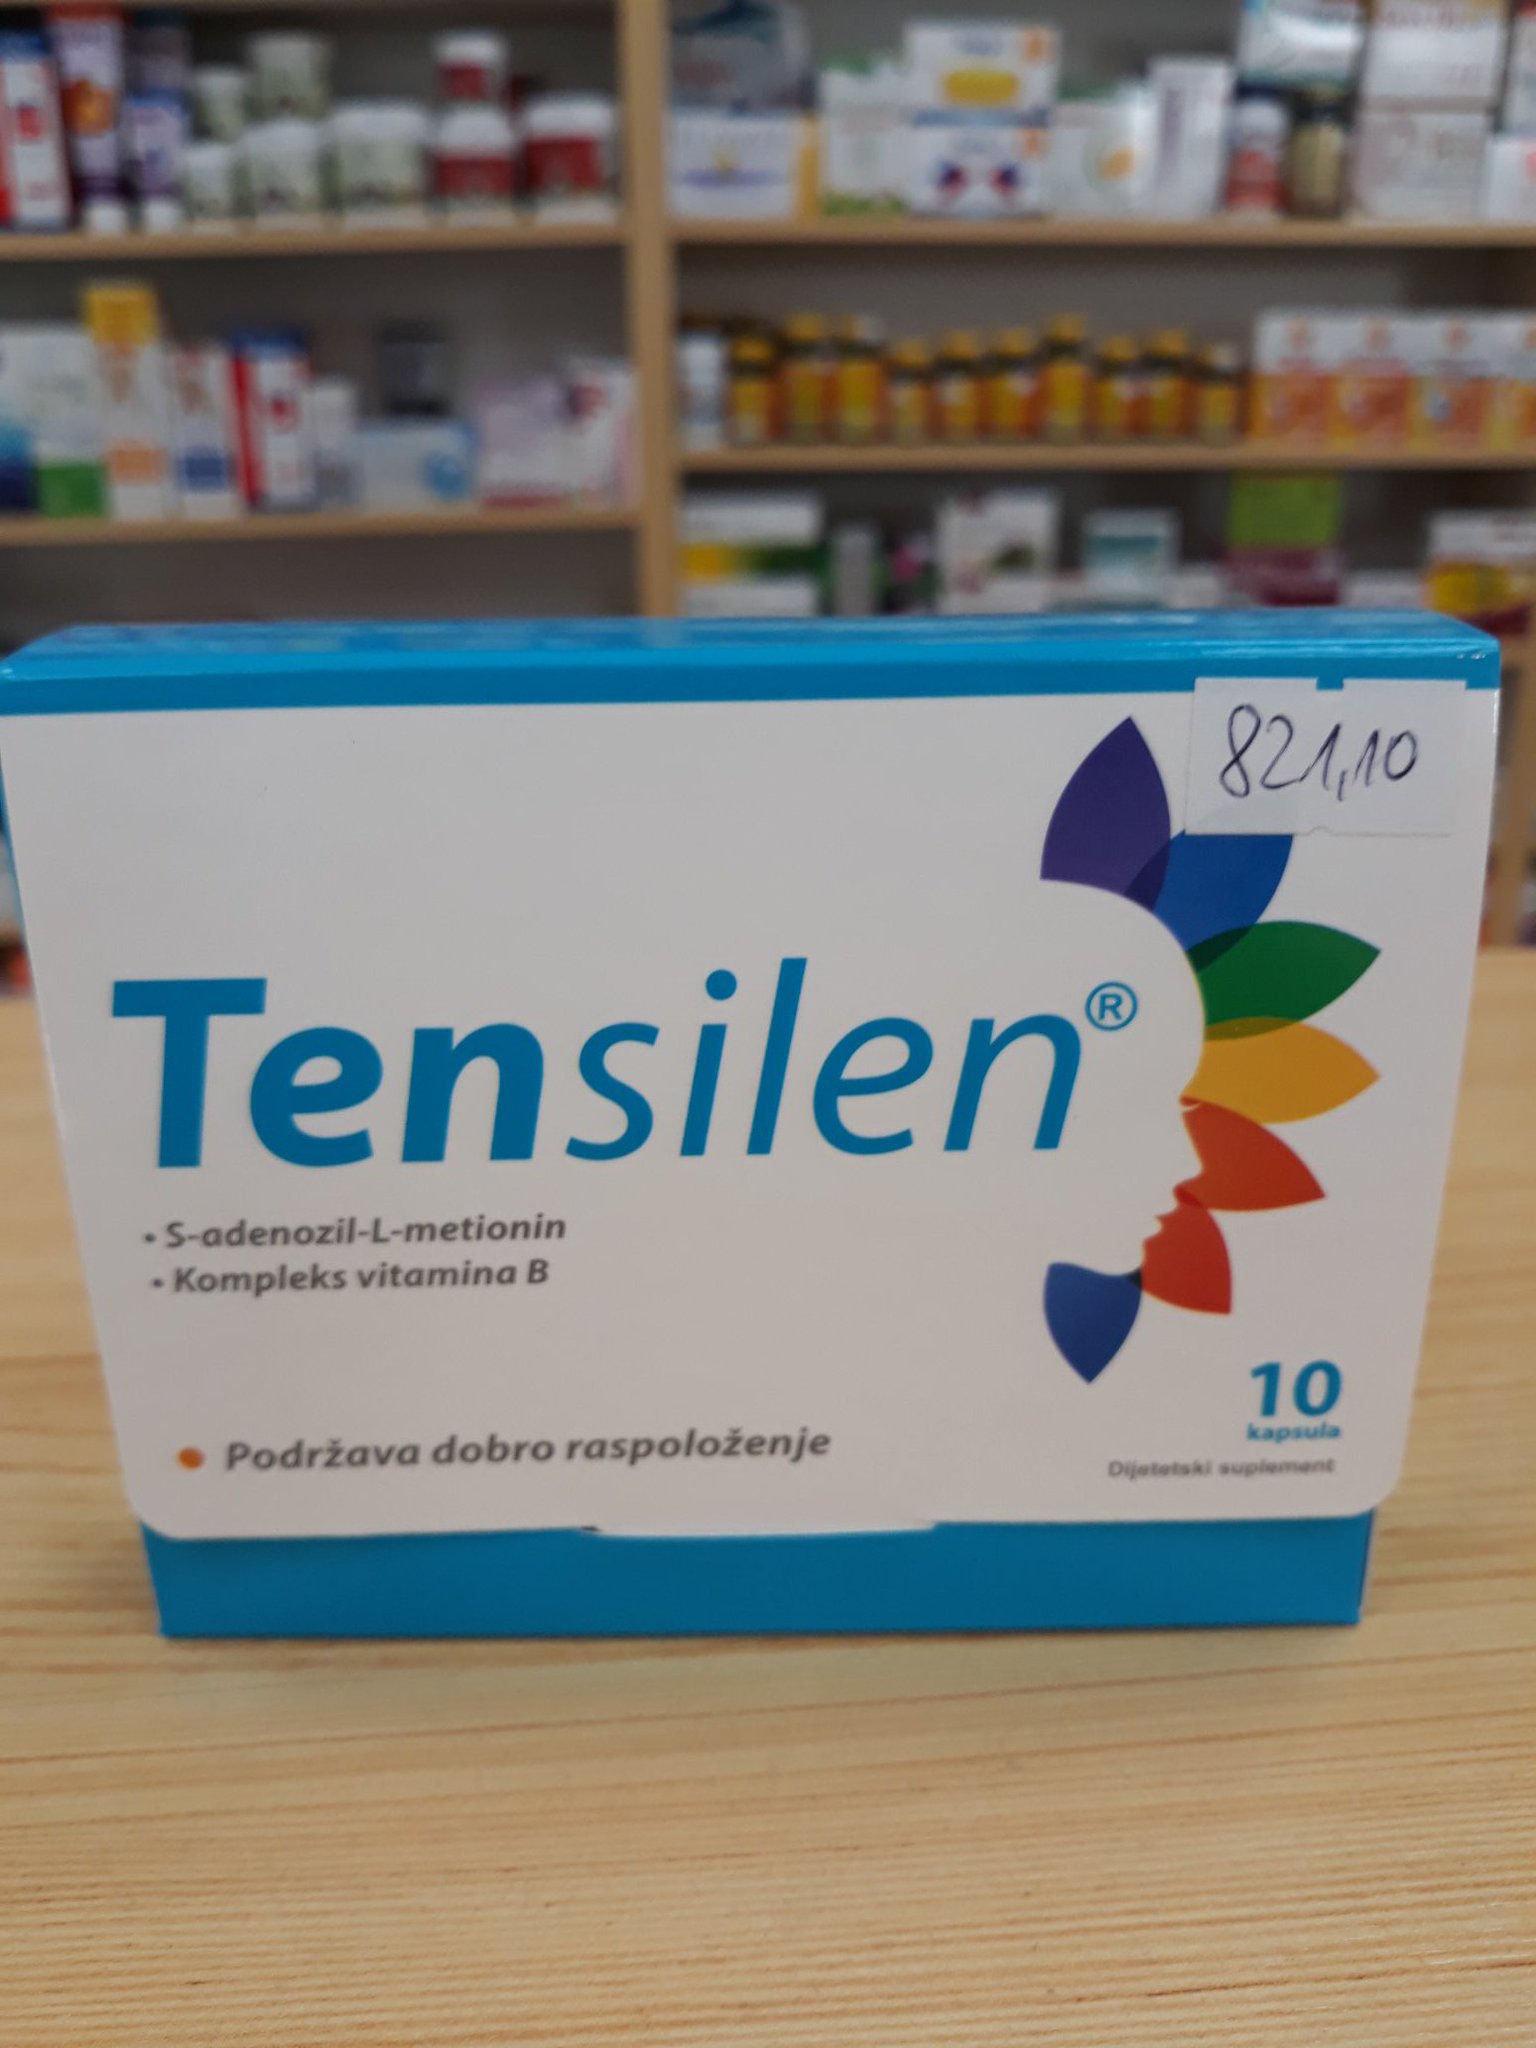 821,10
Tensilen®
• S-adenozil-L-metionin
• Kompleks vitamina B
• Podržava dobro raspoloženje
10
kapsula
Dijetetski suplement